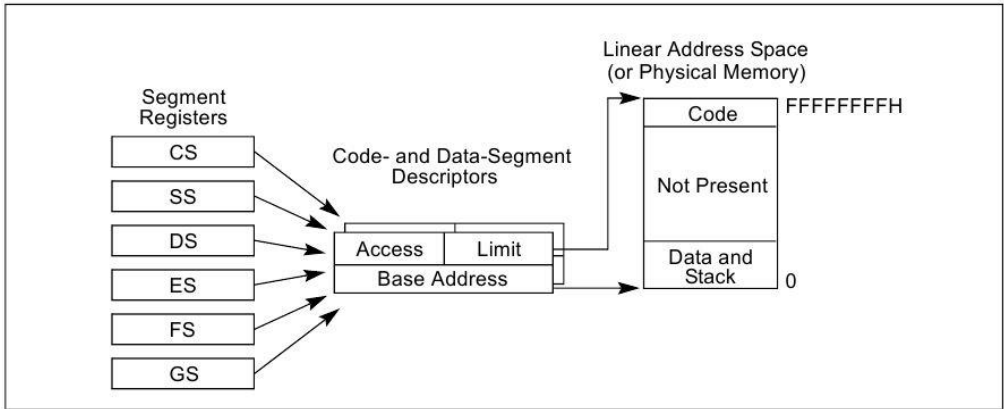 Linear Address Space
(or Physical Memory)
Segment
Registers
CS
SS
DS
ES
FS
GS
Code- and Data-Segment
Descriptors
Access
Limit
Base Address
Code
FFFFFFFFH
Not Present
Data and
Stack
0